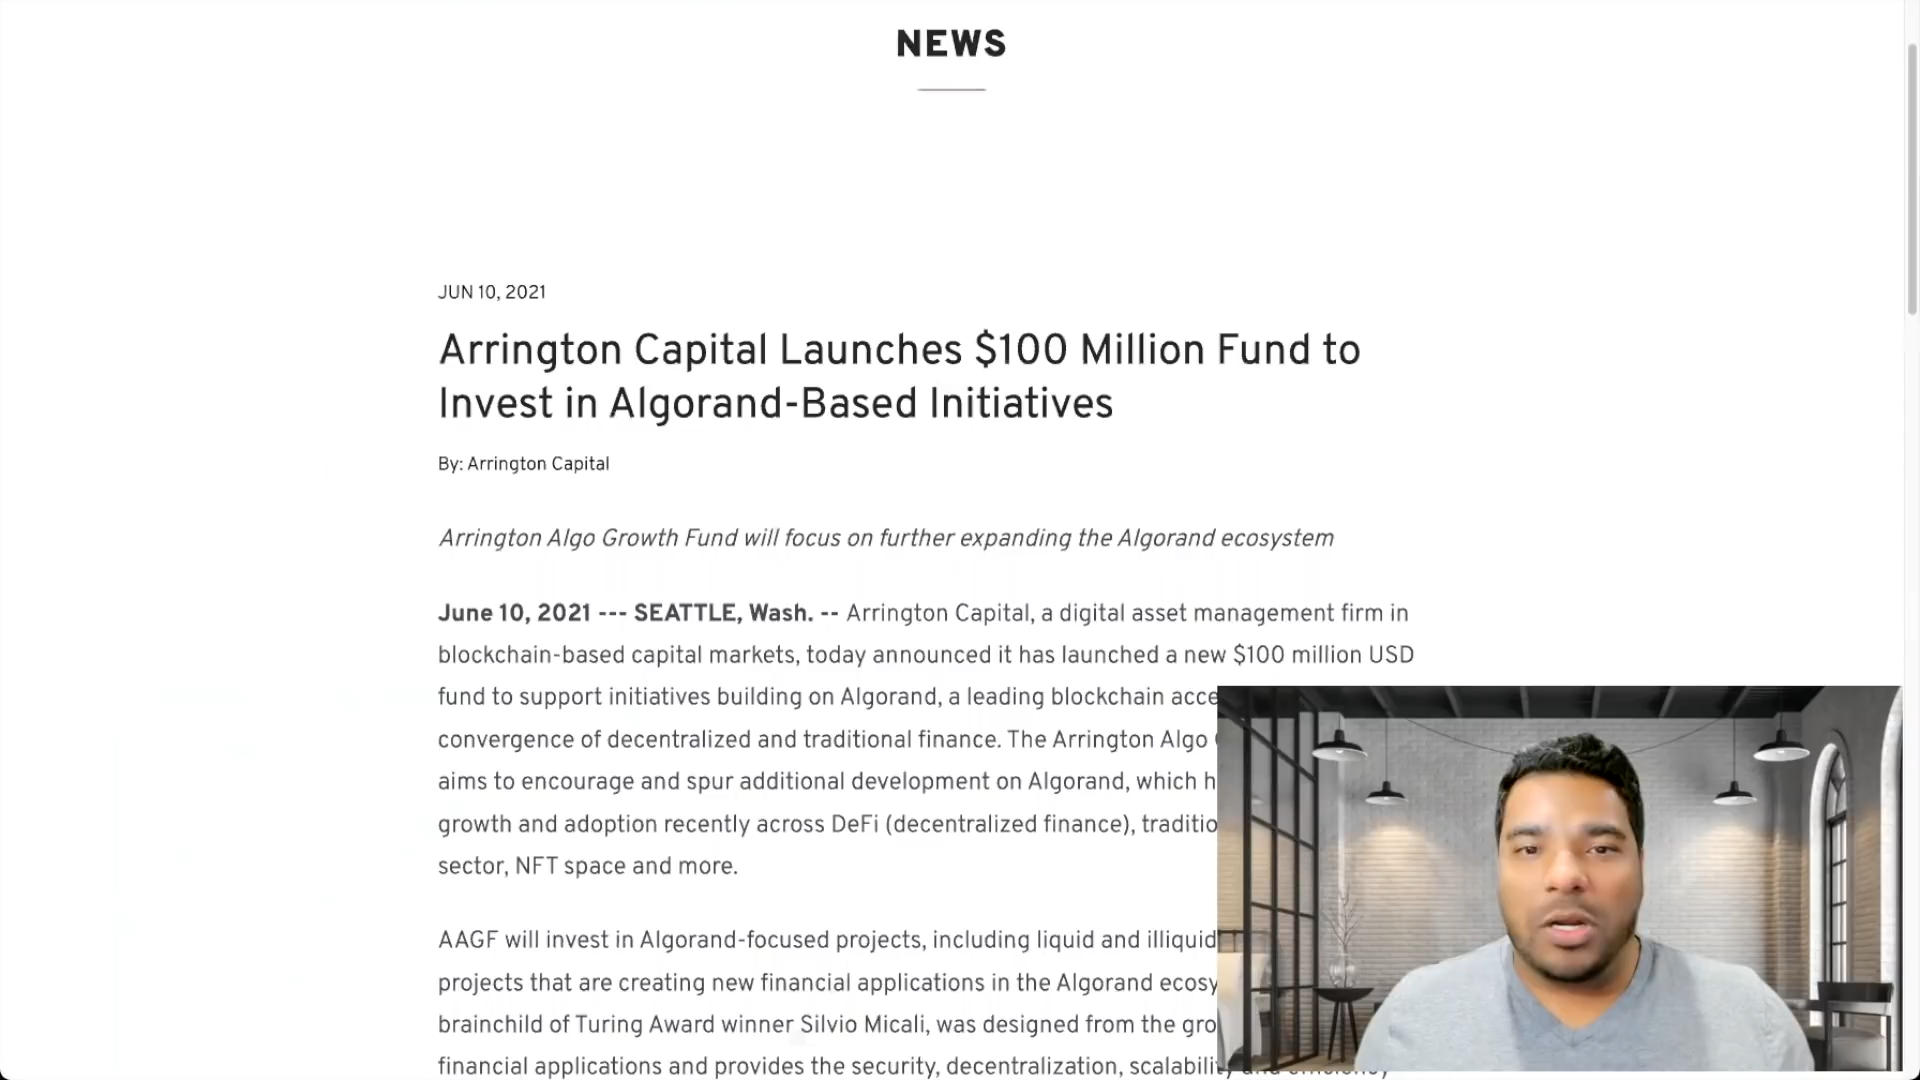 NEWS
JUN 10, 2021
Arrington Capital Launches $100 Million Fund to
Invest in Algorand-Based Initiatives
By: Arrington Capital
Arrington Algo Growth Fund will focus on further expanding the Algorand ecosystem
June 10, 2021 --- SEATTLE, Wash. -- Arrington Capital, a digital asset management firm in
blockchain-based capital markets, today announced it has launched a new $100 million USD
fund to support initiatives building on Algorand, a leading blockchain acce
convergence of decentralized and traditional finance. The Arrington Algo
aims to encourage and spur additional development on Algorand, which h
growth and adoption recently across DeFi (decentralized finance), traditio
sector, NFT space and more.
AAGF will invest in Algorand-focused projects, including liquid and illiquid
projects that are creating new financial applications in the Algorand ecosy
brainchild of Turing Award winner Silvio Micali, was designed from the gro
financial applications and provides the security, decentralization, scalabili